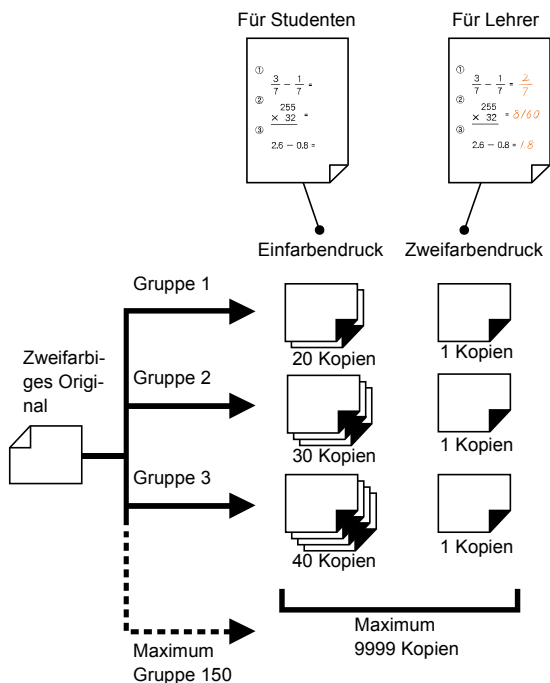 Für Studenten
Für Lehrer
①
3/7 − 1/7 =
②
255
× 32 =
③
2.6 − 0.8 =
①
3/7 − 1/7 = 2/7
②
255
× 32 = 8160
③
2.6 − 0.8 = 1.8
Einfarbendruck
Zweifarbendruck
Zweifarbi-
ges Origi-
nal
Gruppe 1
20 Kopien
1 Kopien
Gruppe 2
30 Kopien
1 Kopien
Gruppe 3
40 Kopien
1 Kopien
Maximum
Gruppe 150
Maximum
9999 Kopien